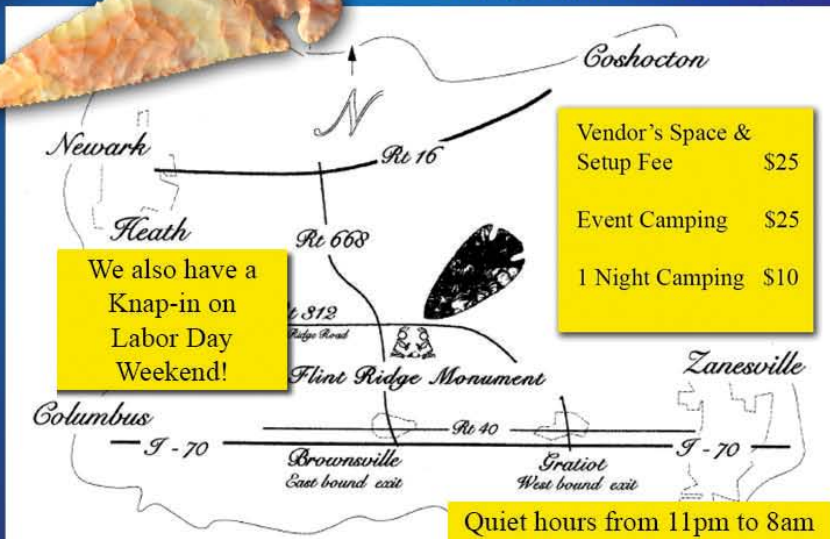 Coshocton
N
Newark
Rt 16
Vendor's Space &
Setup Fee $25
Event Camping $25
1 Night Camping $10
Heath
Rt 668
We also have a
Knap-in on
Labor Day
Weekend!
312
Ridge Road
Flint Ridge Monument
Zanesville
Columbus
Rt 40
I - 70
I - 70
Brownsville
East bound exit
Gratiot
West bound exit
Quiet hours from 11pm to 8am